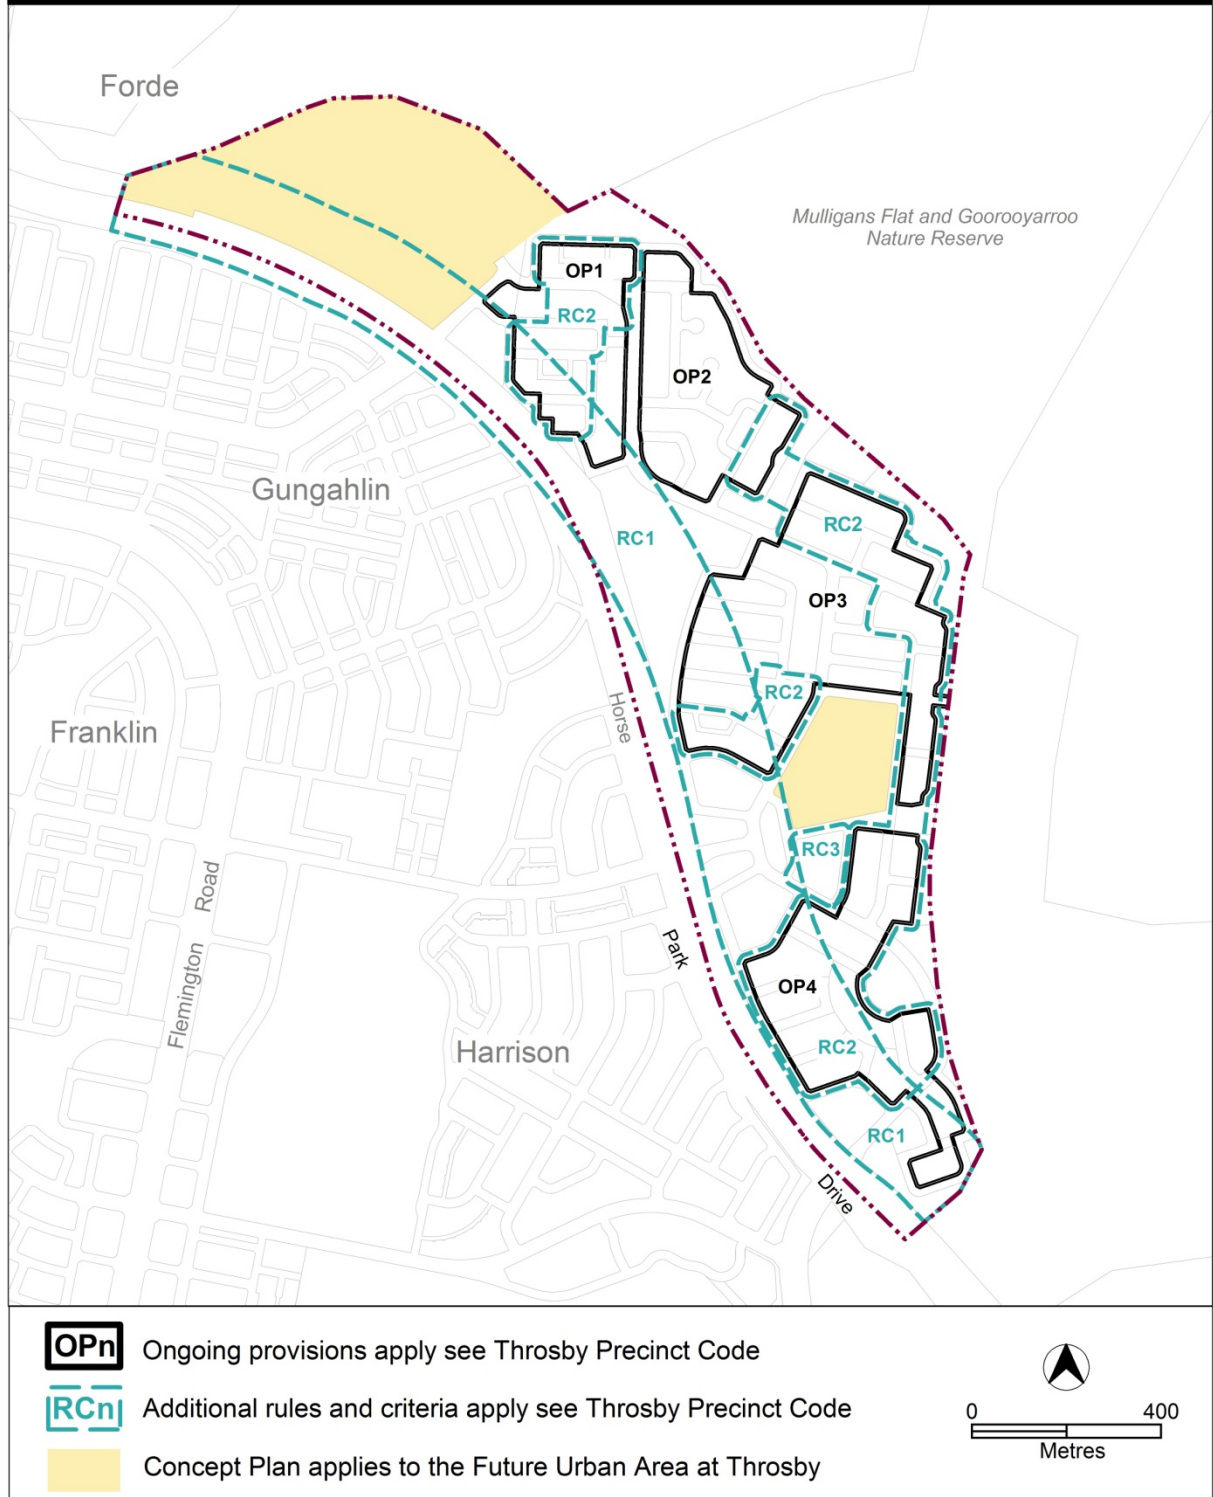 Forde
Mulligans Flat and Goorooyarroo
Nature Reserve
OP1
RC2
OP2
Gungahlin
RC2
RC1
OP3
RC2
Horse
Franklin
RC3
Flemington Road
Park
OP4
RC2
Harrison
RC1
Drive
OPn Ongoing provisions apply see Throsby Precinct Code
RCn Additional rules and criteria apply see Throsby Precinct Code
0 400
Metres
Concept Plan applies to the Future Urban Area at Throsby